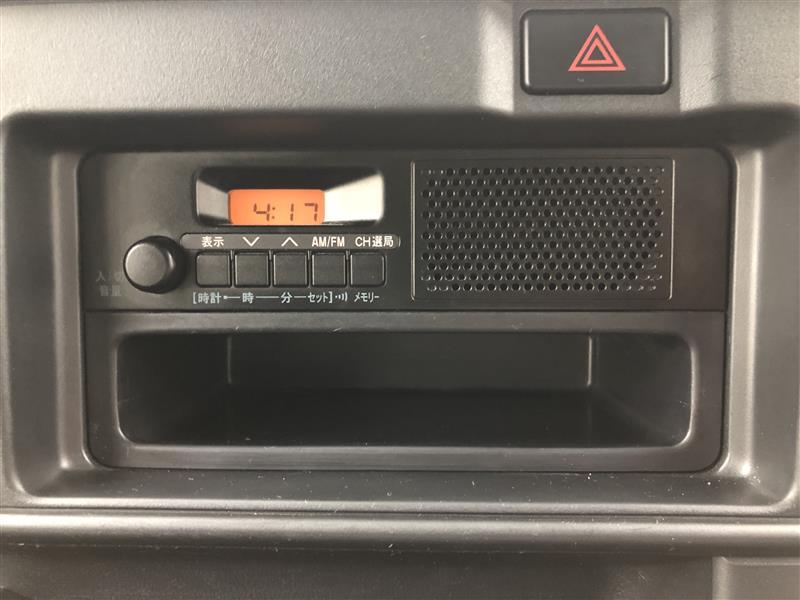 4:17
表示 ∨ ∧ AM/FM CH選局
入・切
音量
[時計・—時——分—セット]・))) メモリー